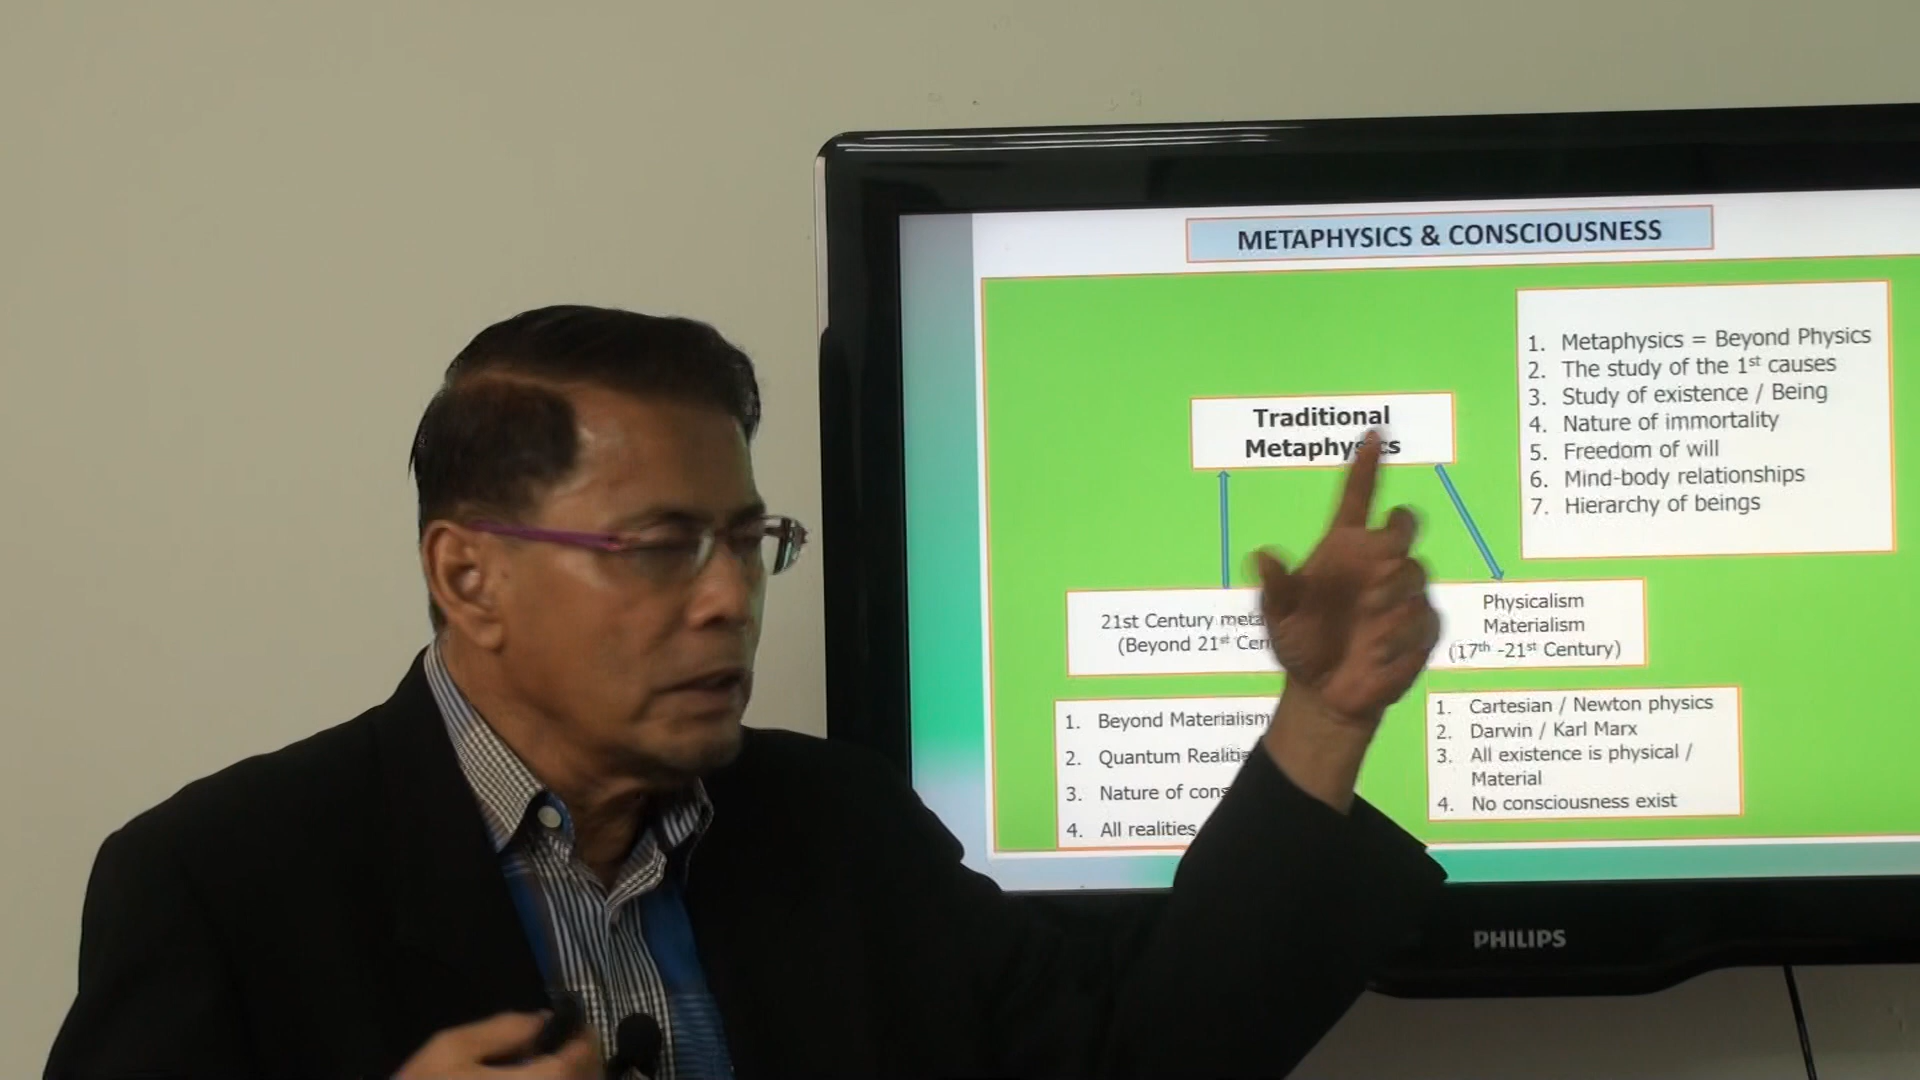 METAPHYSICS & CONSCIOUSNESS
1. Metaphysics = Beyond Physics
2. The study of the 1st causes
3. Study of existence / Being
4. Nature of immortality
5. Freedom of will
6. Mind-body relationships
7. Hierarchy of beings
Traditional
Metaphysics
21st Century
(Beyond 21st
Physicalism
Materialism
(17th -21st Century)
1. Beyond Materialism
2. Quantum
3. Nature of
4. All realities
1. Cartesian / Newton physics
2. Darwin / Karl Marx
3. All existence is physical /
Material
4. No consciousness exist
PHILIPS